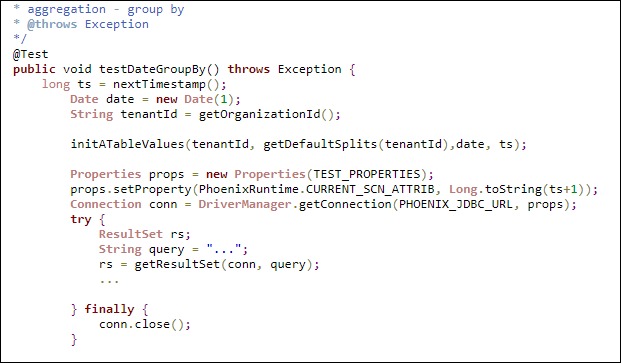 * aggregation - group by
* @throws Exception
*/
@Test
public void testDateGroupBy() throws Exception {
long ts = nextTimestamp();
Date date = new Date(1);
String tenantId = getOrganizationId();
initATableValues(tenantId, getDefaultSplits(tenantId),date, ts);
Properties props = new Properties(TEST_PROPERTIES);
props.setProperty(PhoenixRuntime.CURRENT_SCN_ATTRIB, Long.toString(ts+1));
Connection conn = DriverManager.getConnection(PHOENIX_JDBC_URL, props);
try {
ResultSet rs;
String query = "...";
rs = getResultSet(conn, query);
...
} finally {
conn.close();
}